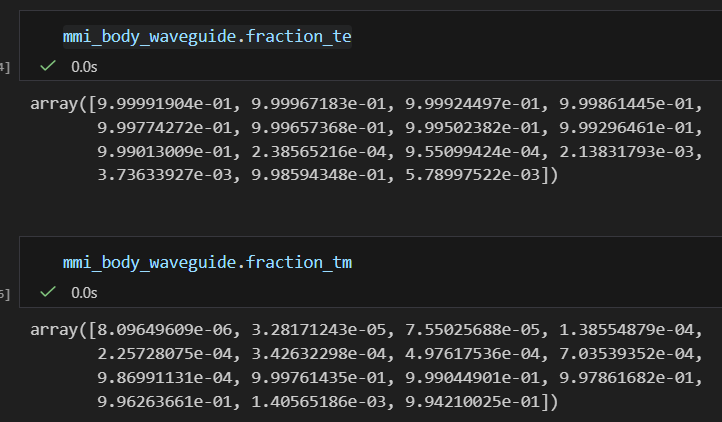 mmi_body_waveguide.fraction_te
4]
0.0s
array([9.99991904e-01, 9.99967183e-01, 9.99924497e-01, 9.99861445e-01,
9.99774272e-01, 9.99657368e-01, 9.99502382e-01, 9.99296461e-01,
9.99013009e-01, 2.38565216e-04, 9.55099424e-04, 2.13831793e-03,
3.73633927e-03, 9.98594348e-01, 5.78997522e-03])
mmi_body_waveguide.fraction_tm
5]
0.0s
array([8.09649609e-06, 3.28171243e-05, 7.55025688e-05, 1.38554879e-04,
2.25728075e-04, 3.42632298e-04, 4.97617536e-04, 7.03539352e-04,
9.86991131e-04, 9.99761435e-01, 9.99044901e-01, 9.97861682e-01,
9.96263661e-01, 1.40565186e-03, 9.94210025e-01])